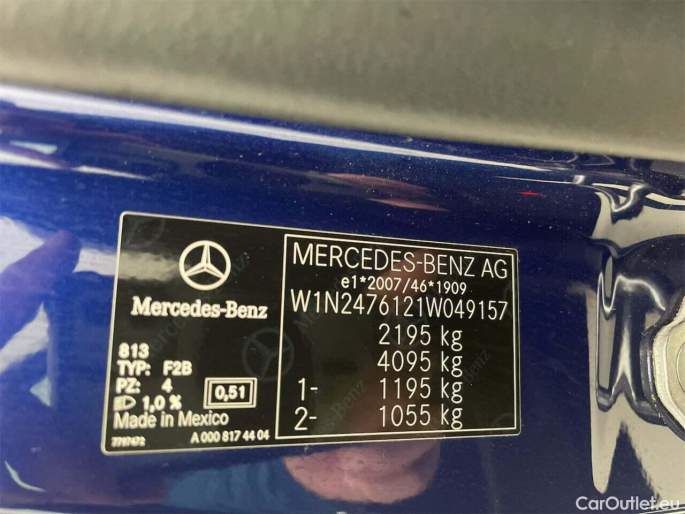 Mercedes-Benz
813
TYP: F2B
PZ: 4
1,0 %
0,51
Made in Mexico
7797472
A 000 817 44 04
MERCEDES-BENZ AG
e1*2007/46*1909
W1N2476121W049157
2195 kg
4095 kg
1- 1195 kg
2- 1055 kg
CarOutlet.eu